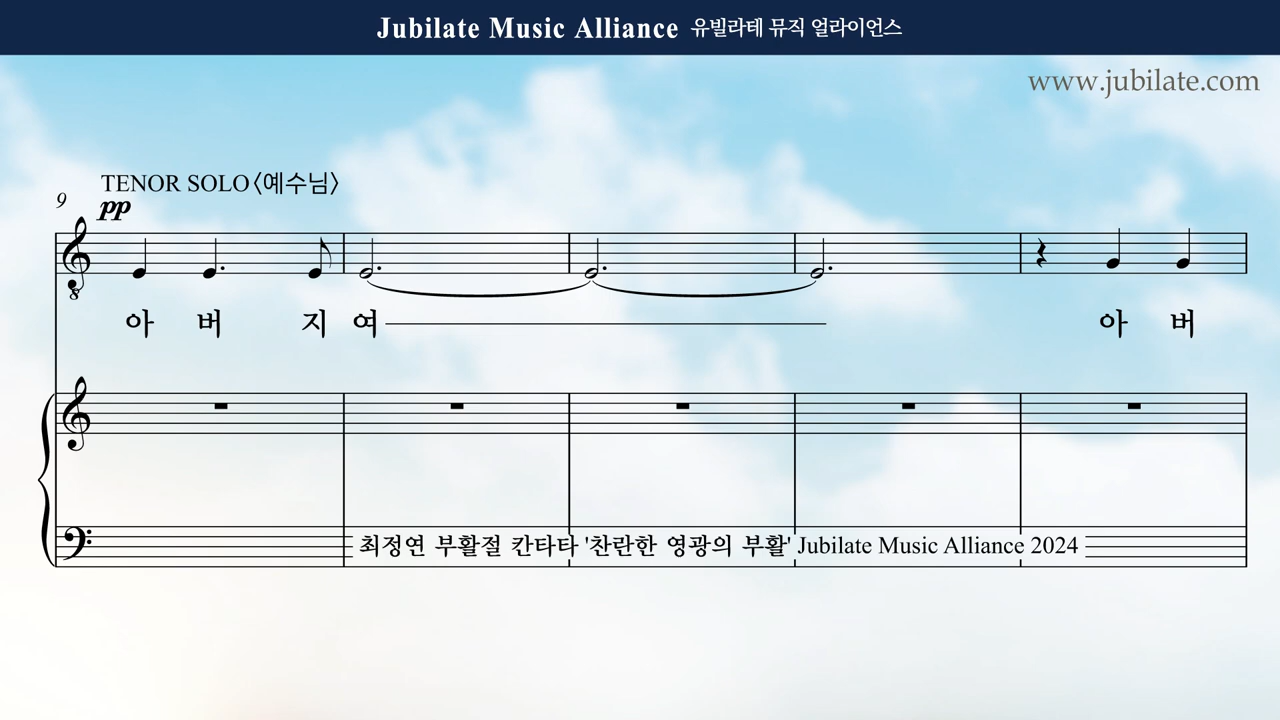 Jubilate Music Alliance 유빌라테 뮤직 얼라이언스
www.jubilate.com
TENOR SOLO〈예수님〉
9
pp
8
아 버 지 여 아 버
최정연 부활절 칸타타 '찬란한 영광의 부활' Jubilate Music Alliance 2024